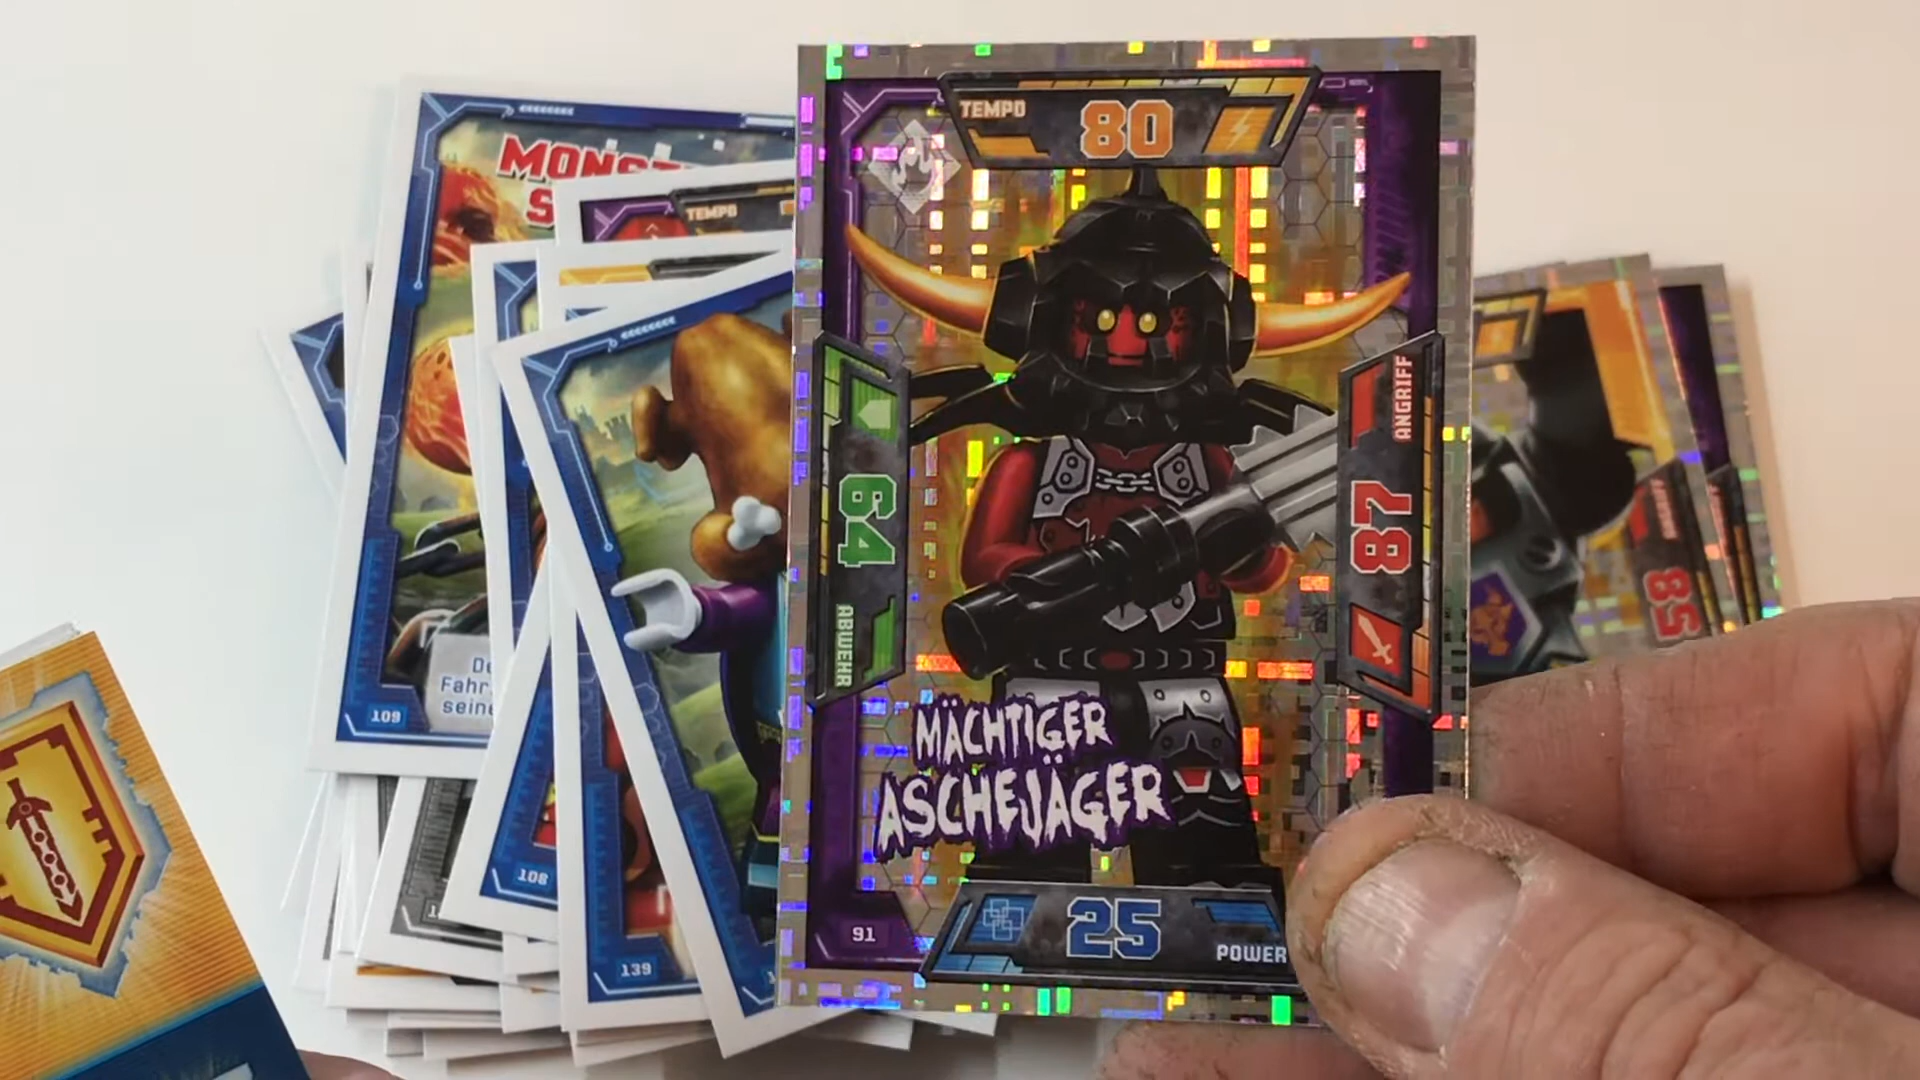 TEMPO
80
64
ABWEHR
ANGRIFF
87
MÄCHTIGER
ASCHEJÄGER
91
25
POWER
TEMPO
109
108
139
85